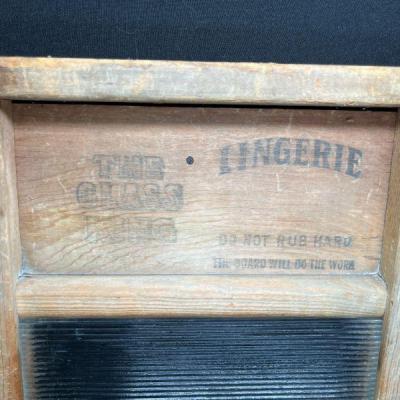 THE
GLASS
KING
LINGERIE
DO NOT RUB HARD
THE BOARD WILL DO THE WORK